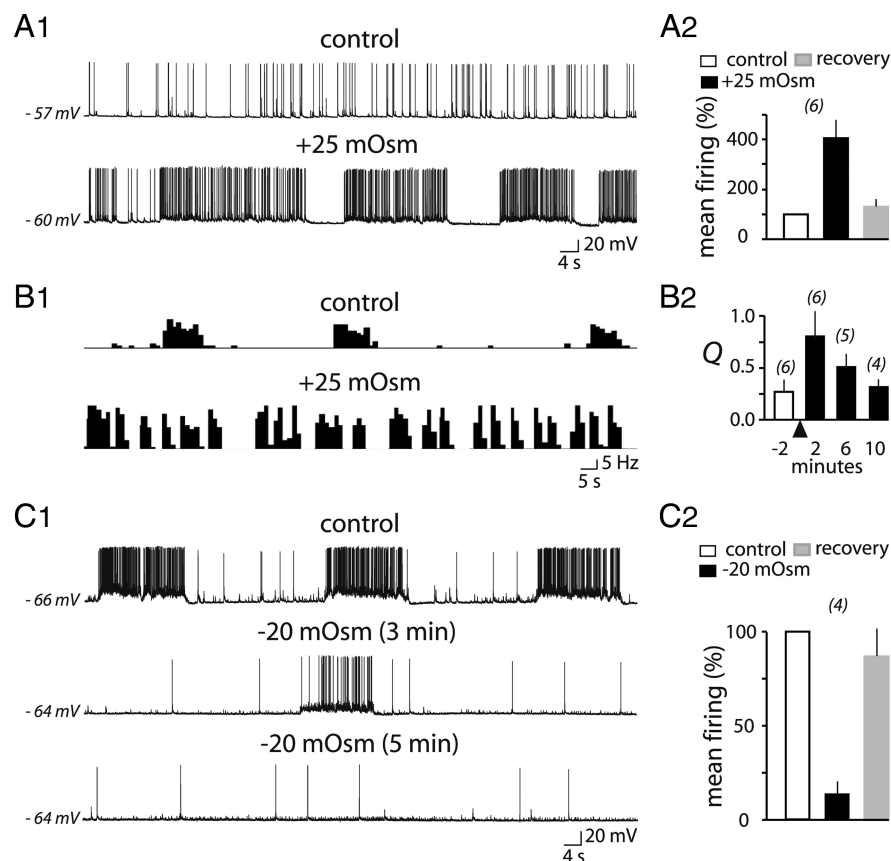 A1
control
- 57 mV
+25 mOsm
- 60 mV
20 mV
4 s
A2
control recovery
+25 mOsm
(6)
mean firing (%)
400
200
0
B1
control
+25 mOsm
5 Hz
5 s
B2
(6)
1.0
(5)
Q
0.5
(6)
(4)
0.0
-2 2 6 10
minutes
C1
control
- 66 mV
-20 mOsm (3 min)
- 64 mV
-20 mOsm (5 min)
- 64 mV
20 mV
4 s
C2
control recovery
-20 mOsm
(4)
mean firing (%)
100
50
0